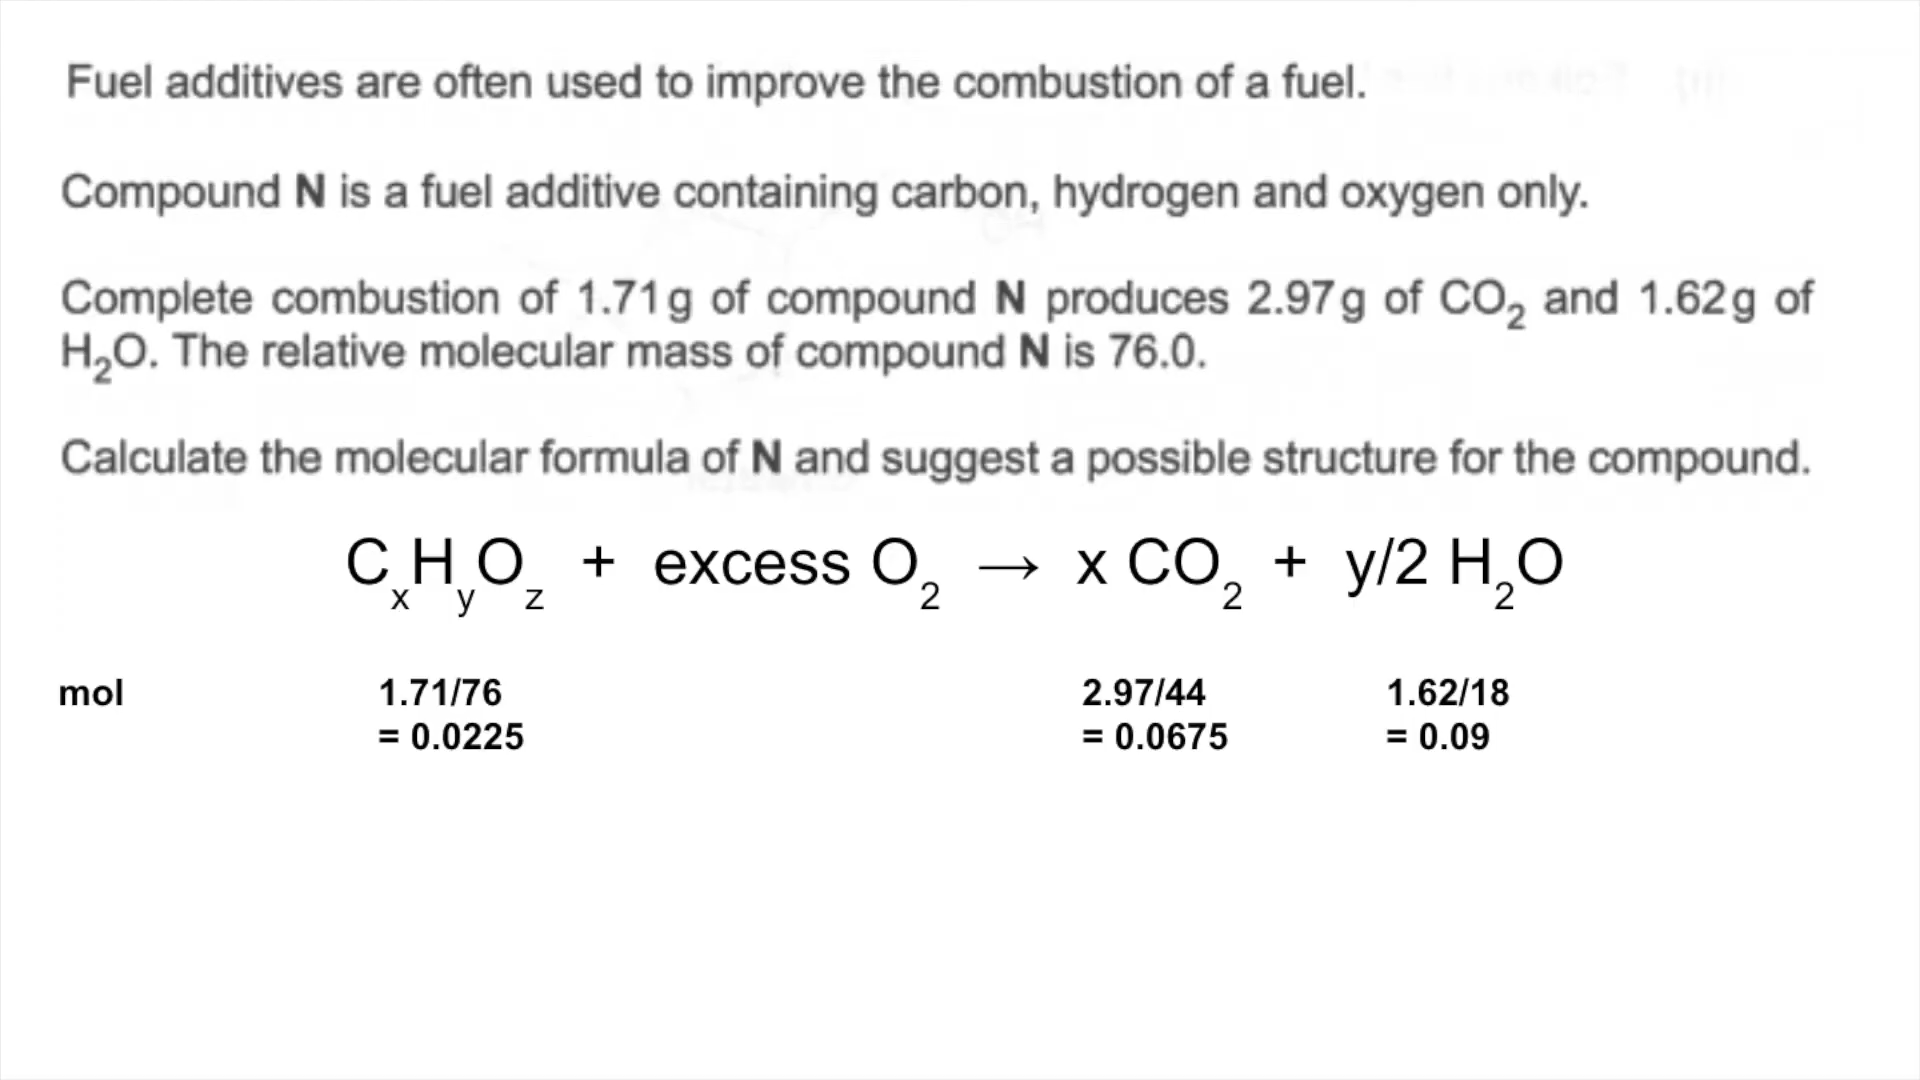 Fuel additives are often used to improve the combustion of a fuel.
Compound N is a fuel additive containing carbon, hydrogen and oxygen only.
Complete combustion of 1.71g of compound N produces 2.97g of CO₂ and 1.62g of
H₂O. The relative molecular mass of compound N is 76.0.
Calculate the molecular formula of N and suggest a possible structure for the compound.
CₓHyOz + excess O₂ → x CO₂ + y/2 H₂O
mol 1.71/76 2.97/44 1.62/18
= 0.0225 = 0.0675 = 0.09